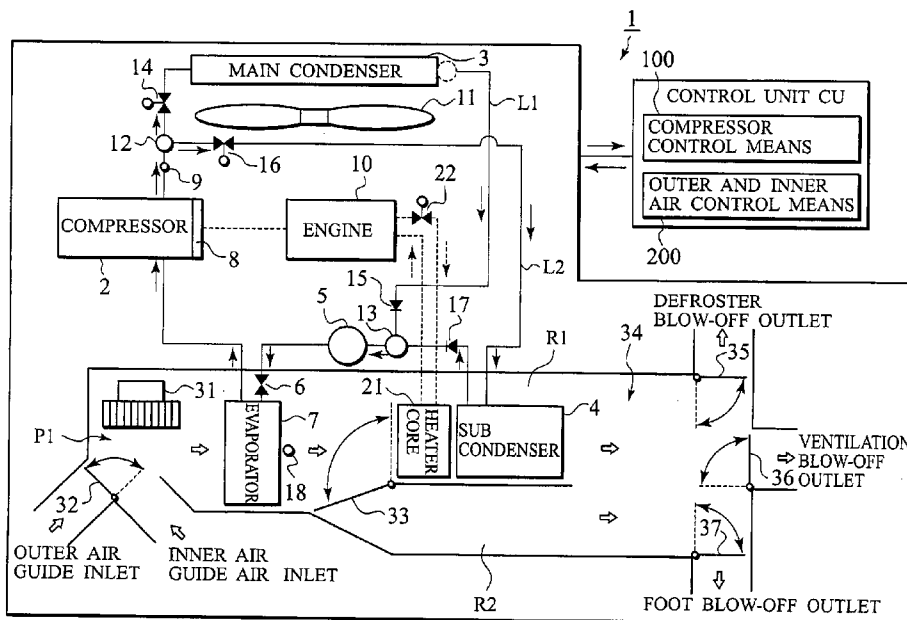 1
3
MAIN CONDENSER
14
L1
11
12
16
9
100
CONTROL UNIT CU
COMPRESSOR
CONTROL MEANS
OUTER AND INNER
AIR CONTROL MEANS
200
10
22
COMPRESSOR
8
2
ENGINE
L2
15
5
13
17
DEFROSTER
BLOW-OFF OUTLET
R1
34
35
6
31
7
21
4
P1
EVAPORATOR
HEATER
CORE
SUB
CONDENSER
VENTILATION
BLOW-OFF
OUTLET
36
18
32
33
37
OUTER AIR
GUIDE INLET
INNER AIR
GUIDE AIR INLET
R2
FOOT BLOW-OFF OUTLET